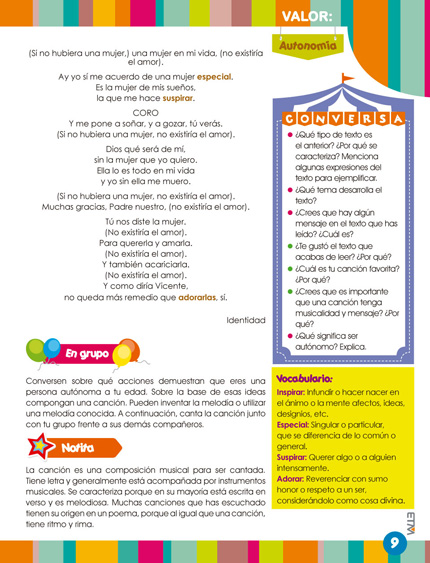 VALOR:
Autonomía
(Si no hubiera una mujer,) una mujer en mi vida, (no existiría
el amor).
Ay yo sí me acuerdo de una mujer especial.
Es la mujer de mis sueños,
la que me hace suspirar.
CORO
Y me pone a soñar, y a gozar, tú verás.
(Si no hubiera una mujer, no existiría el amor).
Dios qué será de mí,
sin la mujer que yo quiero.
Ella lo es todo en mi vida
y yo sin ella me muero.
(Si no hubiera una mujer, no existiría el amor).
Muchas gracias, Padre nuestro, (no existiría el amor).
Tú nos diste la mujer.
(No existiría el amor).
Para quererla y amarla.
(No existiría el amor).
Y también acariciarla.
(No existiría el amor).
Y como diría Vicente,
no queda más remedio que adorarlas, sí.
Identidad
En grupo
Conversen sobre qué acciones demuestran que eres una
persona autónoma a tu edad. Sobre la base de esas ideas
compongan una canción. Pueden inventar la melodía o utilizar
una melodía conocida. A continuación, canta la canción junto
con tu grupo frente a sus demás compañeros.
Notita
La canción es una composición musical para ser cantada.
Tiene letra y generalmente está acompañada por instrumentos
musicales. Se caracteriza porque en su mayoría está escrita en
verso y es melodiosa. Muchas canciones que has escuchado
tienen su origen en un poema, porque al igual que una canción,
tiene ritmo y rima.
CONVERSA
¿Qué tipo de texto es
el anterior? ¿Por qué se
caracteriza? Menciona
algunas expresiones del
texto para ejemplificar.
¿Qué tema desarrolla el
texto?
¿Crees que hay algún
mensaje en el texto que has
leído? ¿Cuál es?
¿Te gustó el texto que
acabas de leer? ¿Por qué?
¿Cuál es tu canción favorita?
¿Por qué?
¿Crees que es importante
que una canción tenga
musicalidad y mensaje? ¿Por
qué?
¿Qué significa ser
autónomo? Explica.
Vocabulario:
Inspirar: Infundir o hacer nacer en
el ánimo o la mente afectos, ideas,
designios, etc.
Especial: Singular o particular,
que se diferencia de lo común o
general.
Suspirar: Querer algo o a alguien
intensamente.
Adorar: Reverenciar con sumo
honor o respeto a un ser,
considerándolo como cosa divina.
9